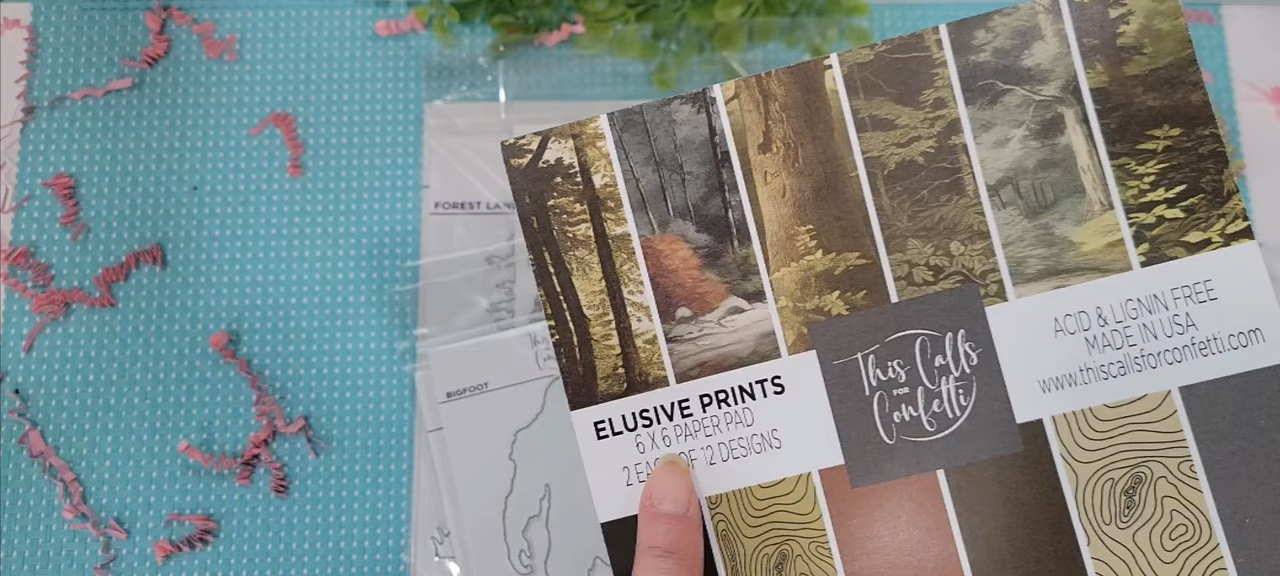 FOREST LAN
BIGFOOT
ELUSIVE PRINTS
6 X 6 PAPER PAD
2 EA OF 12 DESIGNS
This Calls
FOR
Confetti
ACID & LIGNIN FREE
MADE IN USA
www.thiscallsforconfetti.com